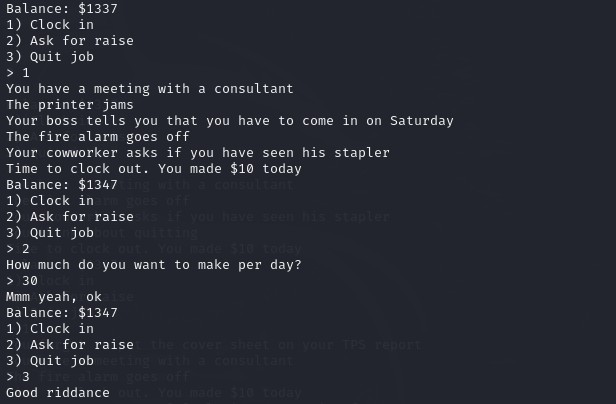 Balance: $1337
1) Clock in
2) Ask for raise
3) Quit job
> 1
You have a meeting with a consultant
The printer jams
Your boss tells you that you have to come in on Saturday
The fire alarm goes off
Your cowworker asks if you have seen his stapler
Time to clock out. You made $10 today
Balance: $1347
1) Clock in
2) Ask for raise
3) Quit job
> 2
How much do you want to make per day?
> 30
Mmm yeah, ok
Balance: $1347
1) Clock in
2) Ask for raise
3) Quit job
> 3
Good riddance